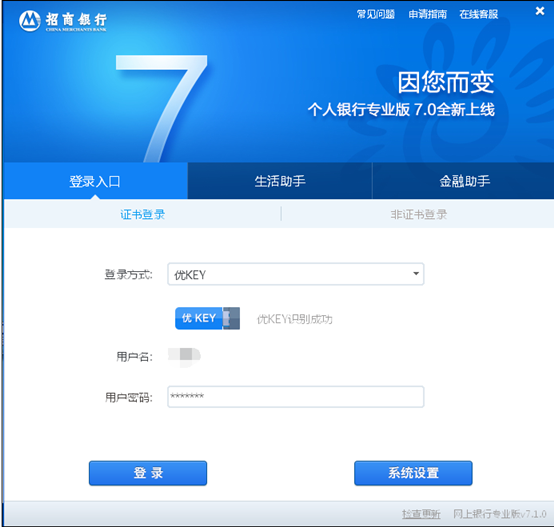 招商银行
CHINA MERCHANTS BANK
常见问题 申请指南 在线客服
7
因您而变
个人银行专业版 7.0全新上线
登录入口 生活助手 金融助手
证书登录 非证书登录
登录方式: 优KEY
优 KEY 优KEY识别成功
用户名:
用户密码: *******
登 录 系统设置
检查更新 网上银行专业版v7.1.0